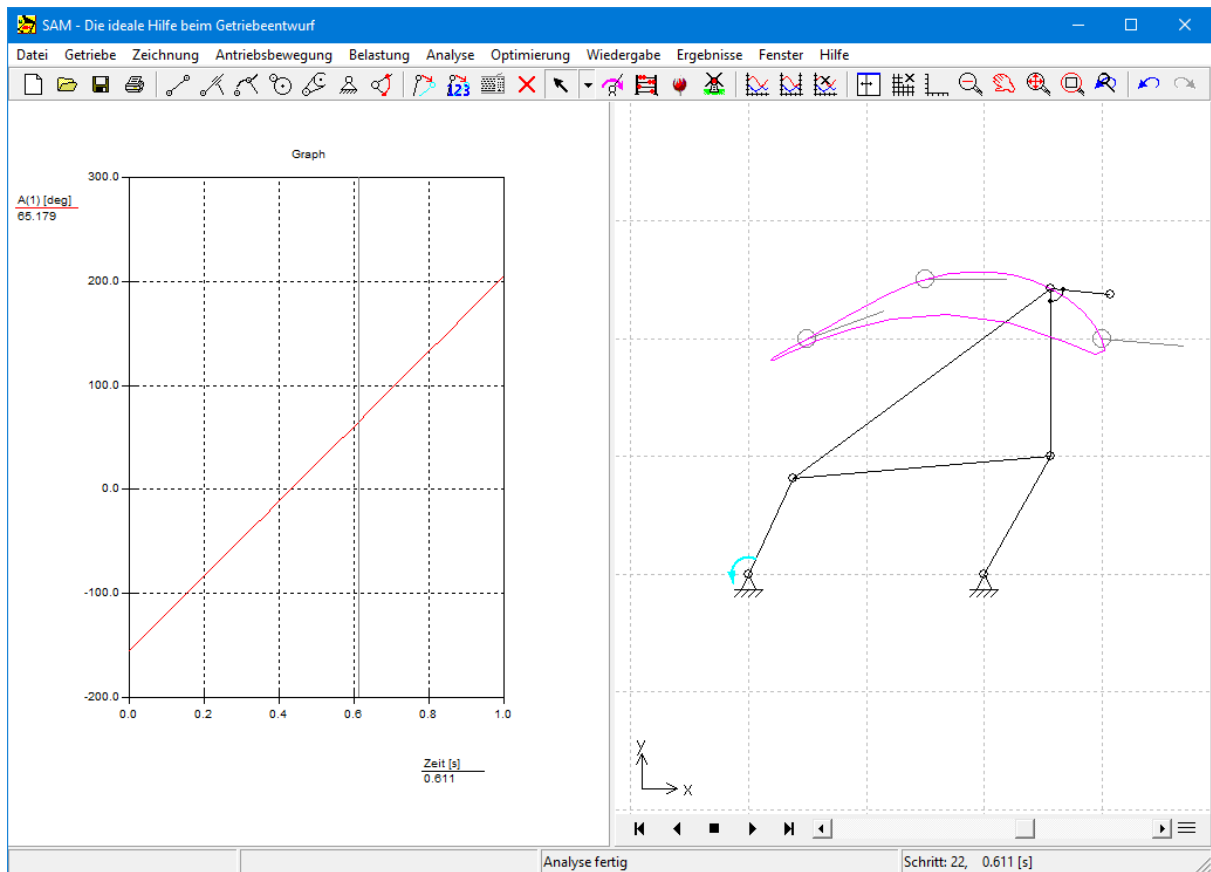 SAM - Die ideale Hilfe beim Getriebeentwurf
Datei Getriebe Zeichnung Antriebsbewegung Belastung Analyse Optimierung Wiedergabe Ergebnisse Fenster Hilfe
123
Graph
A(1) [deg]
65.179
300.0
200.0
100.0
0.0
-100.0
-200.0
0.0 0.2 0.4 0.6 0.8 1.0
Zeit [s]
0.611
y
x
Analyse fertig
Schritt: 22, 0.611 [s]